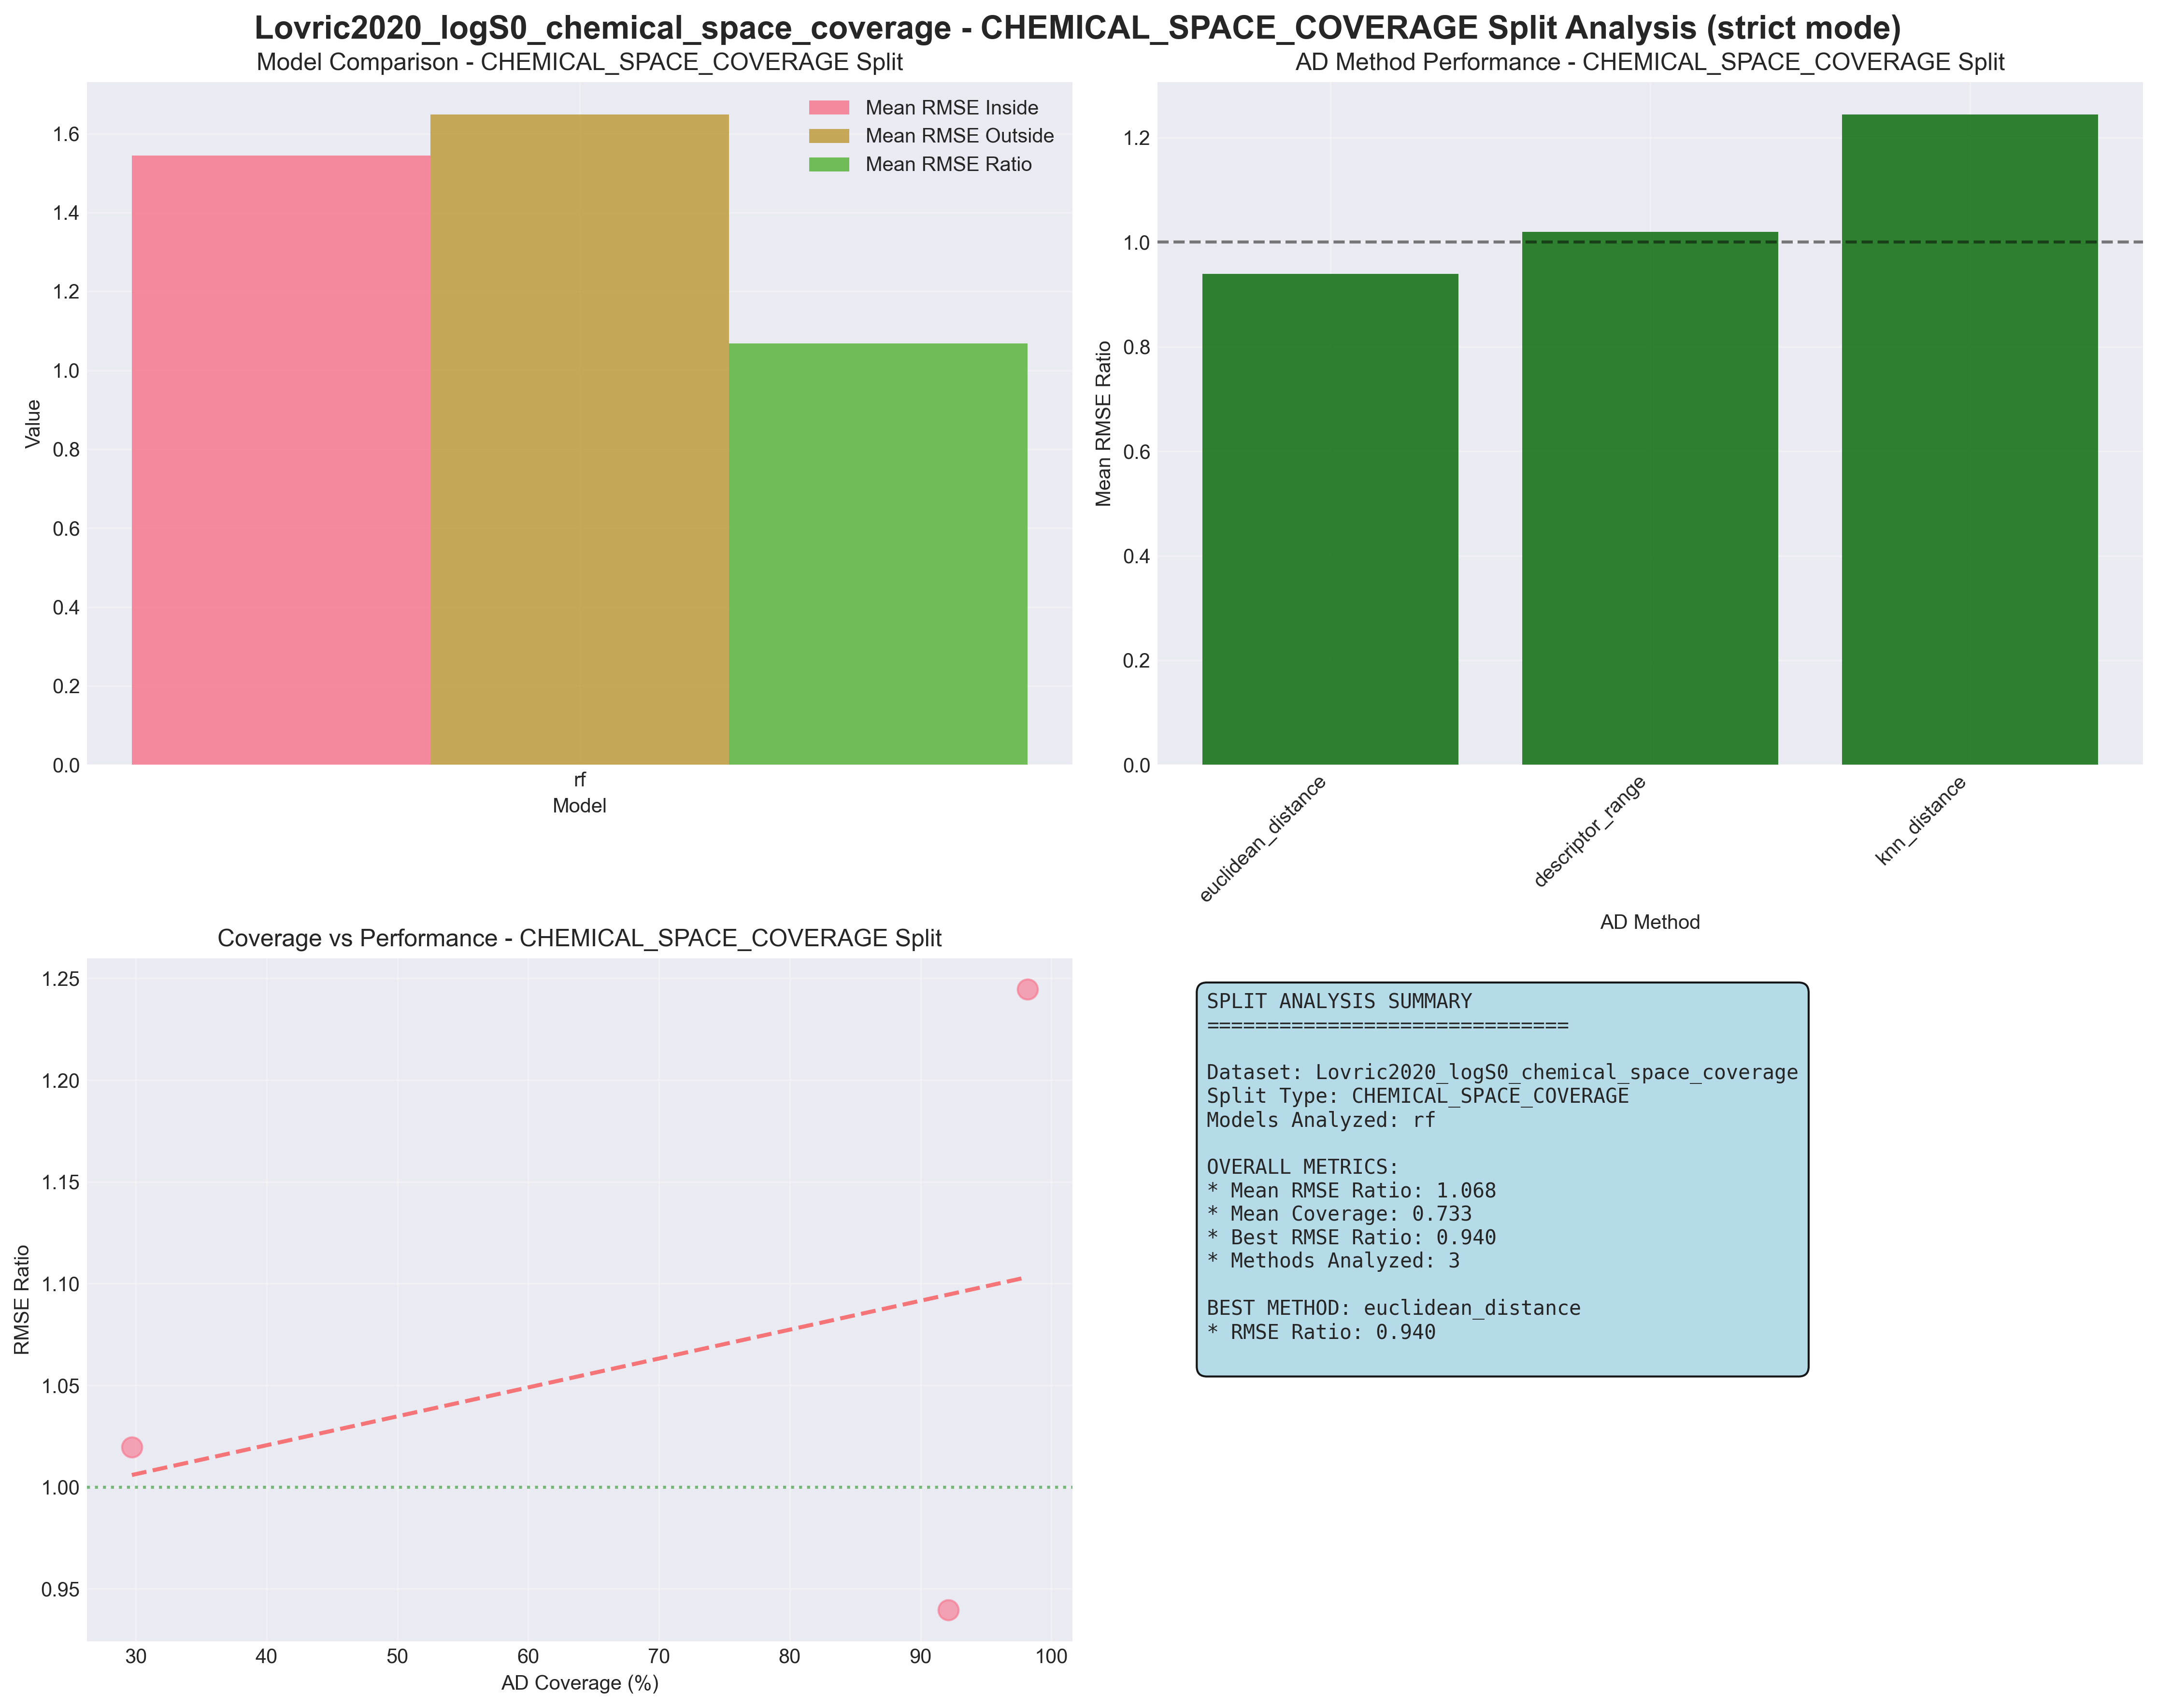 Lovric2020_logS0_chemical_space_coverage - CHEMICAL_SPACE_COVERAGE Split Analysis (strict mode)
Model Comparison - CHEMICAL_SPACE_COVERAGE Split
Mean RMSE Inside
Mean RMSE Outside
Mean RMSE Ratio
Value
1.6
1.4
1.2
1.0
0.8
0.6
0.4
0.2
0.0
rf
Model
AD Method Performance - CHEMICAL_SPACE_COVERAGE Split
Mean RMSE Ratio
1.2
1.0
0.8
0.6
0.4
0.2
0.0
euclidean_distance
descriptor_range
knn_distance
AD Method
Coverage vs Performance - CHEMICAL_SPACE_COVERAGE Split
RMSE Ratio
1.25
1.20
1.15
1.10
1.05
1.00
0.95
30 40 50 60 70 80 90 100
AD Coverage (%)
SPLIT ANALYSIS SUMMARY
==============================
Dataset: Lovric2020_logS0_chemical_space_coverage
Split Type: CHEMICAL_SPACE_COVERAGE
Models Analyzed: rf
OVERALL METRICS:
* Mean RMSE Ratio: 1.068
* Mean Coverage: 0.733
* Best RMSE Ratio: 0.940
* Methods Analyzed: 3
BEST METHOD: euclidean_distance
* RMSE Ratio: 0.940